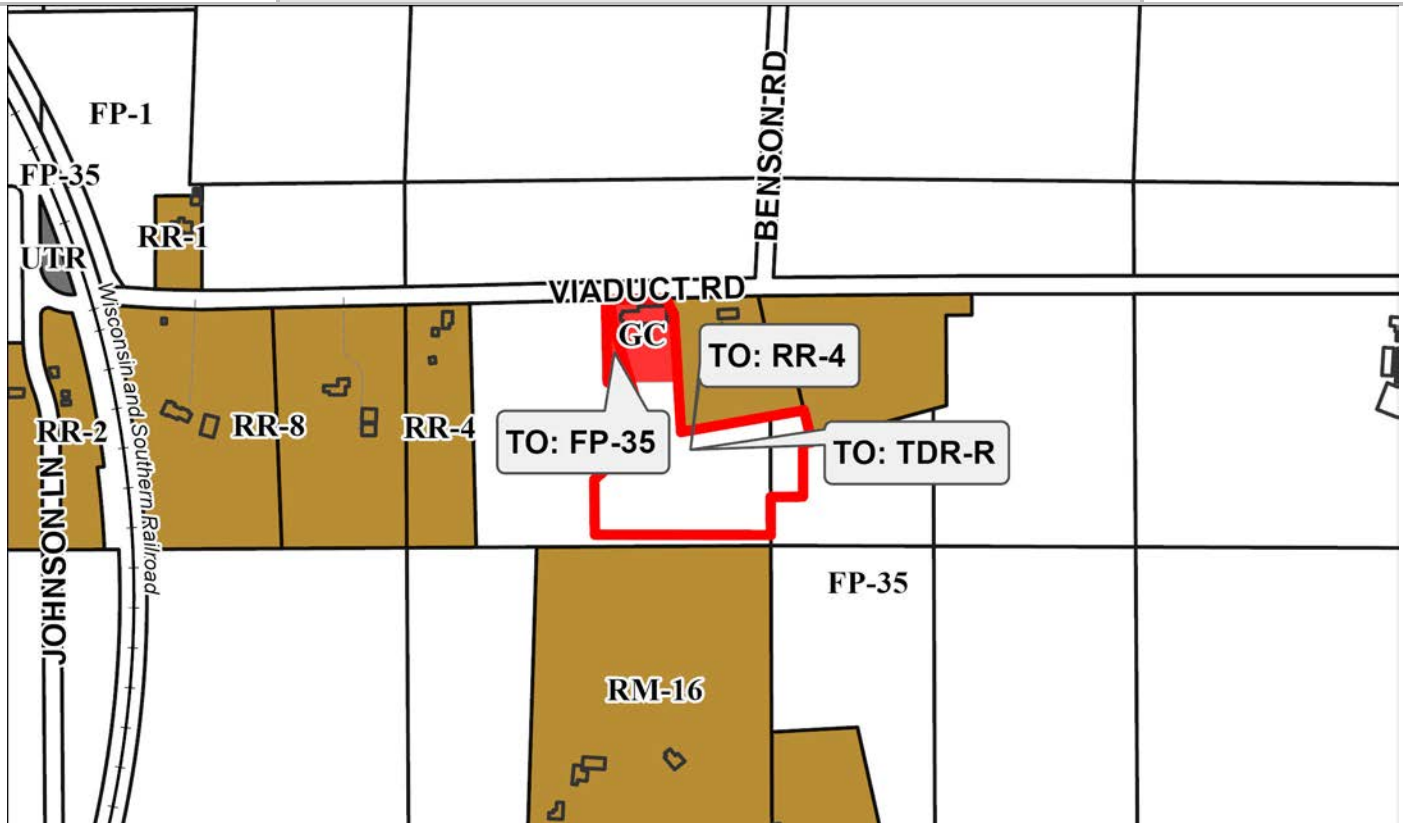 FP-1
BENSON RD
FP-35
RR-1
UTR
VIADUCT RD
Wisconsin and Southern Railroad
GC
TO: RR-4
RR-2
RR-8
RR-4
TO: FP-35
TO: TDR-R
JOHNSON LN
FP-35
RM-16